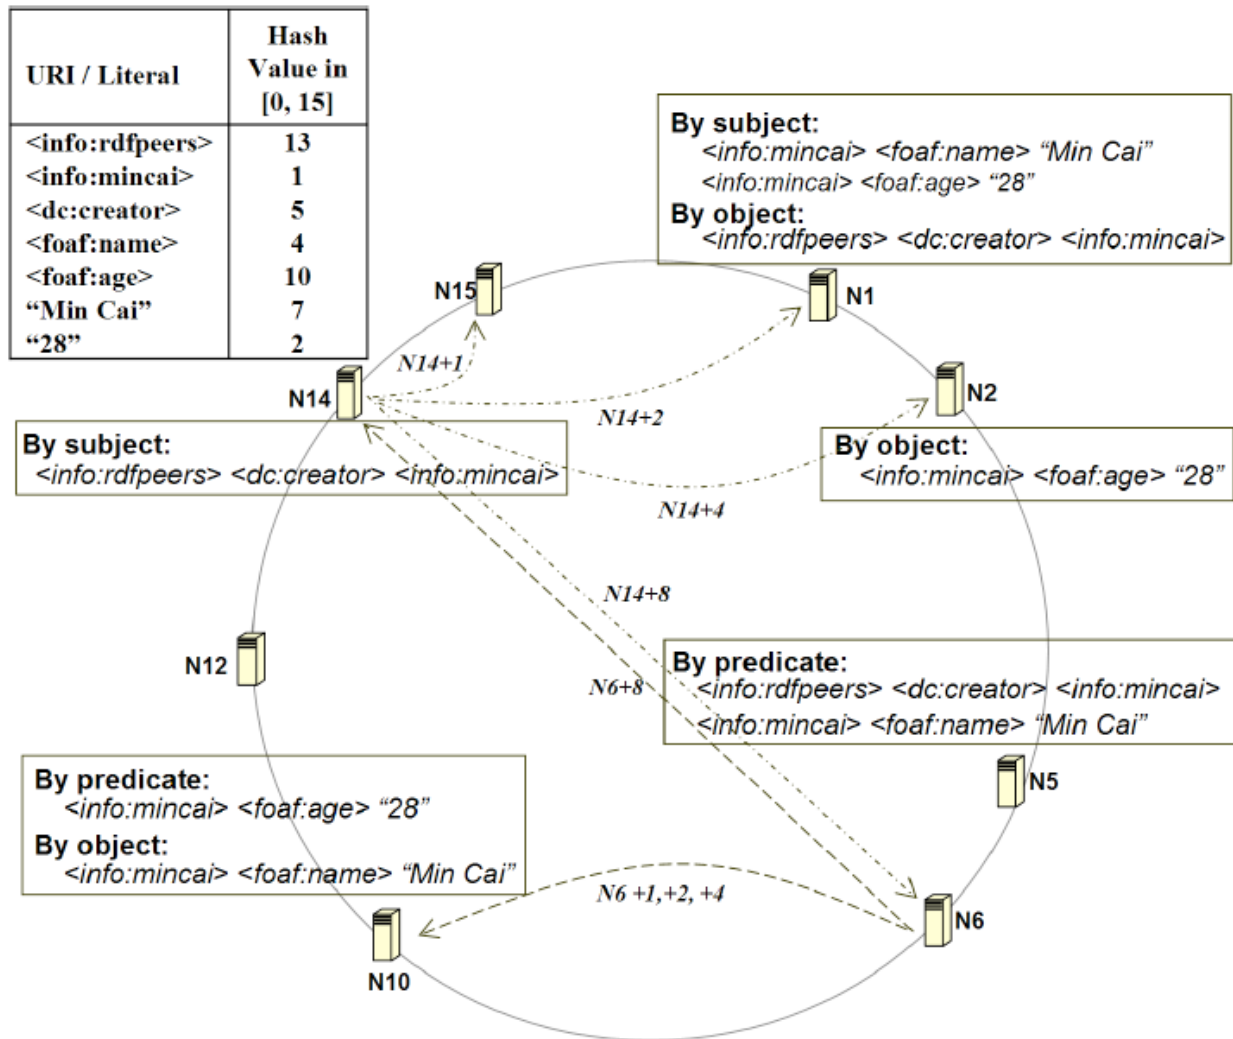 URI / Literal
Hash
Value in
[0, 15]
<info:rdfpeers> 13
<info:mincai> 1
<dc:creator> 5
<foaf:name> 4
<foaf:age> 10
“Min Cai” 7
“28” 2
By subject:
<info:mincai> <foaf:name> “Min Cai”
<info:mincai> <foaf:age> “28”
By object:
<info:rdfpeers> <dc:creator> <info:mincai>
N15
N1
N14+1
N14
N2
N14+2
By subject:
<info:rdfpeers> <dc:creator> <info:mincai>
By object:
<info:mincai> <foaf:age> “28”
N14+4
N14+8
N12
N6+8
By predicate:
<info:rdfpeers> <dc:creator> <info:mincai>
<info:mincai> <foaf:name> “Min Cai”
N5
By predicate:
<info:mincai> <foaf:age> “28”
By object:
<info:mincai> <foaf:name> “Min Cai”
N6 +1,+2, +4
N6
N10